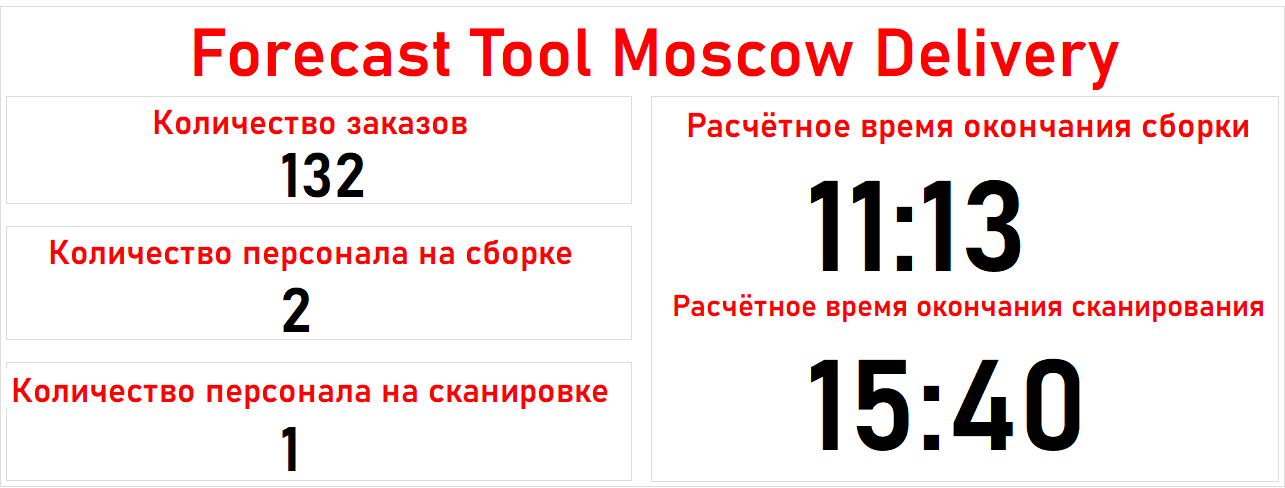 Forecast Tool Moscow Delivery
Количество заказов
132
Количество персонала на сборке
2
Количество персонала на сканировке
1
Расчётное время окончания сборки
11:13
Расчётное время окончания сканирования
15:40